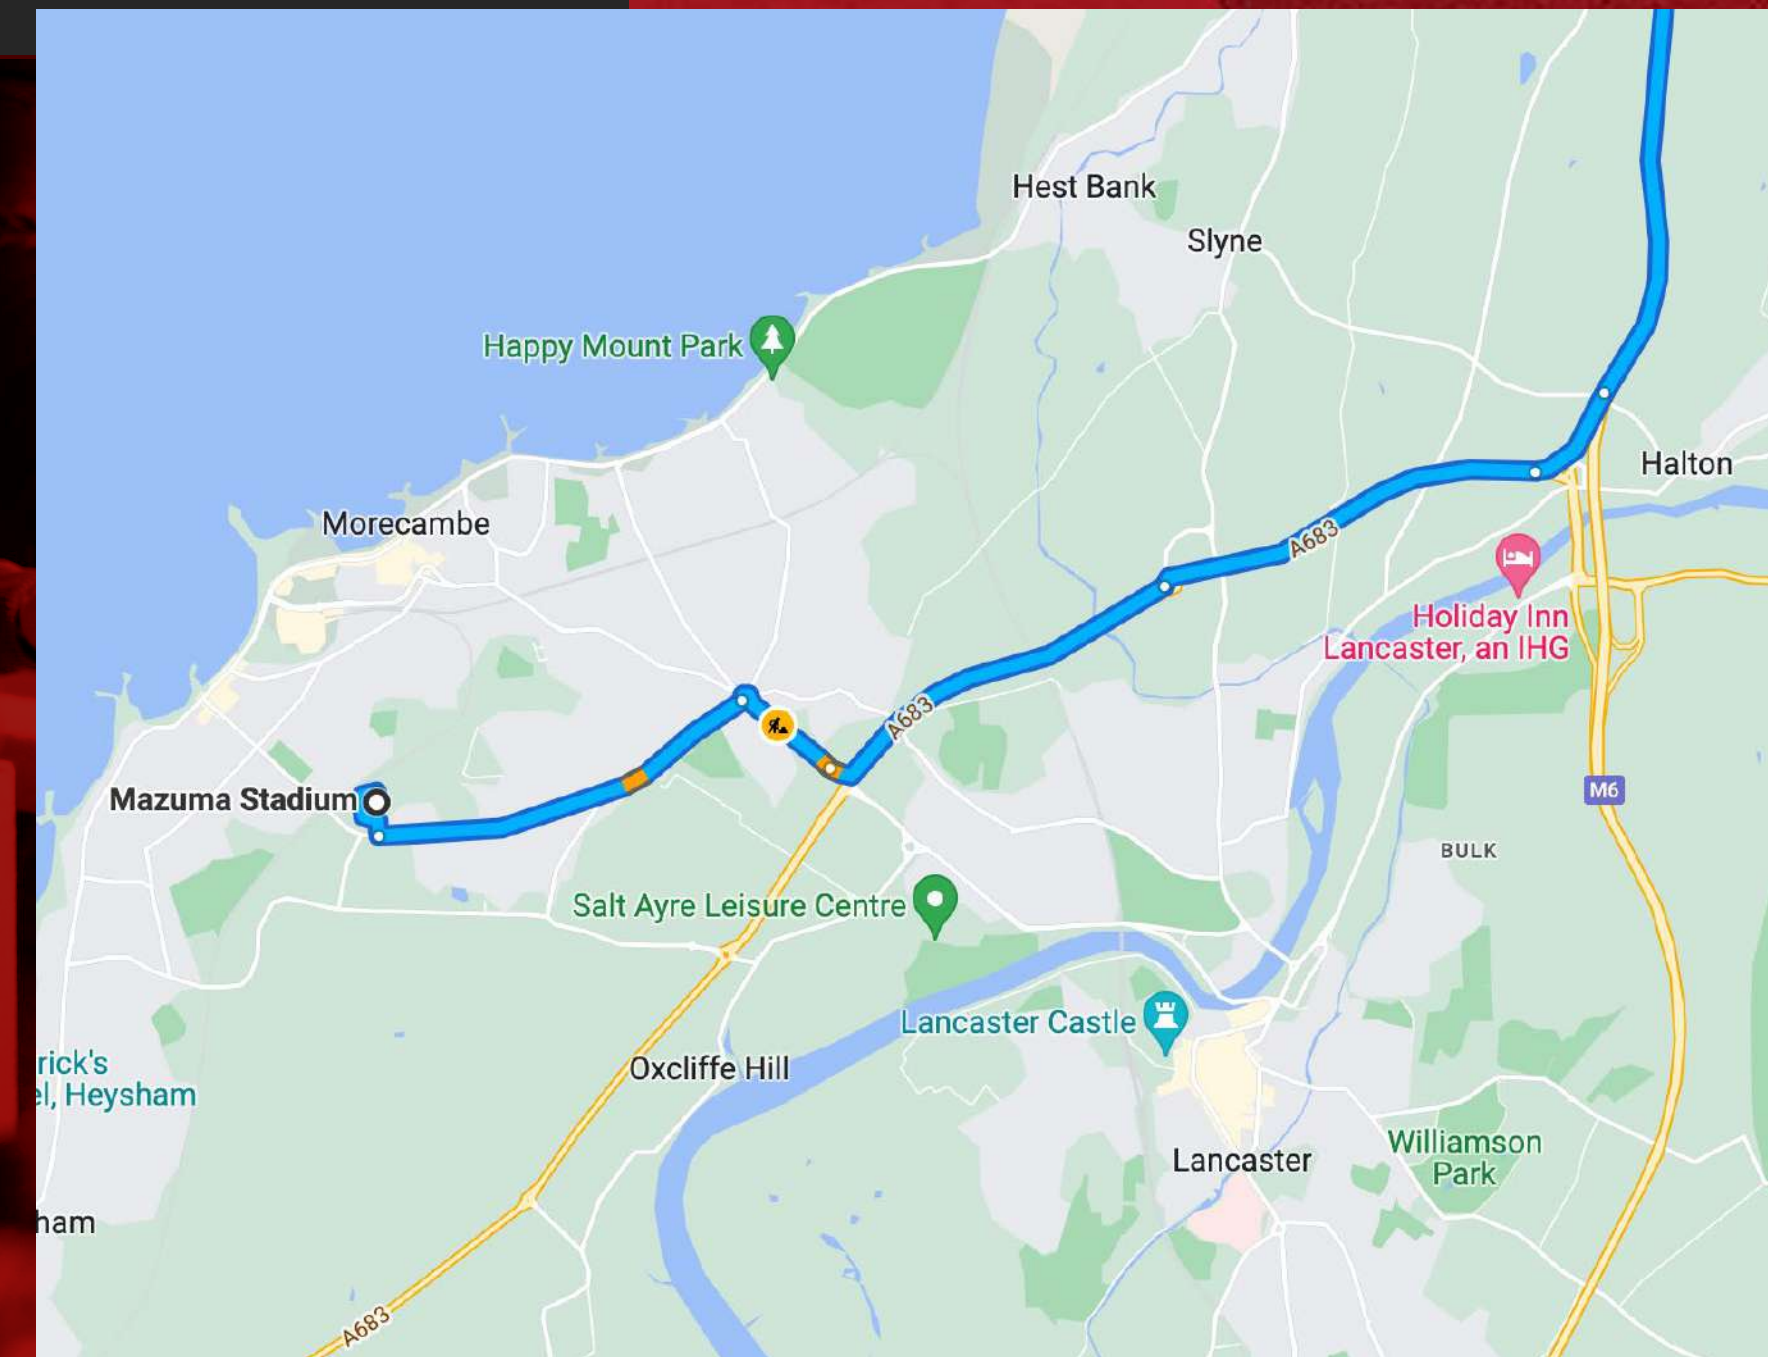 Hest Bank
Slyne
Happy Mount Park
Halton
Morecambe
A683
Holiday Inn
Lancaster, an IHG
A683
Mazuma Stadium
M6
BULK
Salt Ayre Leisure Centre
Lancaster Castle
rick's
Oxcliffe Hill
el, Heysham
Williamson
Park
Lancaster
ham
A683